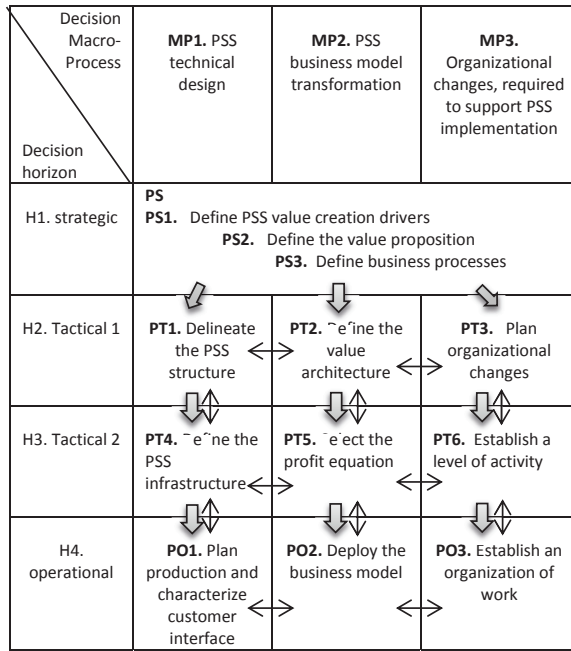 Decision
Macro-
Process
Decision
horizon
MP1. PSS
technical
design
MP2. PSS
business model
transformation
MP3.
Organizational
changes, required
to support PSS
implementation
H1. strategic
PS
PS1. Define PSS value creation drivers
PS2. Define the value proposition
PS3. Define business processes
H2. Tactical 1
PT1. Delineate
the PSS
structure
PT2. Define the
value
architecture
PT3. Plan
organizational
changes
H3. Tactical 2
PT4. Define the
PSS
infrastructure
PT5. the
profit equation
PT6. Establish a
level of activity
H4.
operational
PO1. Plan
production and
characterize
customer
interface
PO2. Deploy the
business model
PO3. Establish an
organization of
work